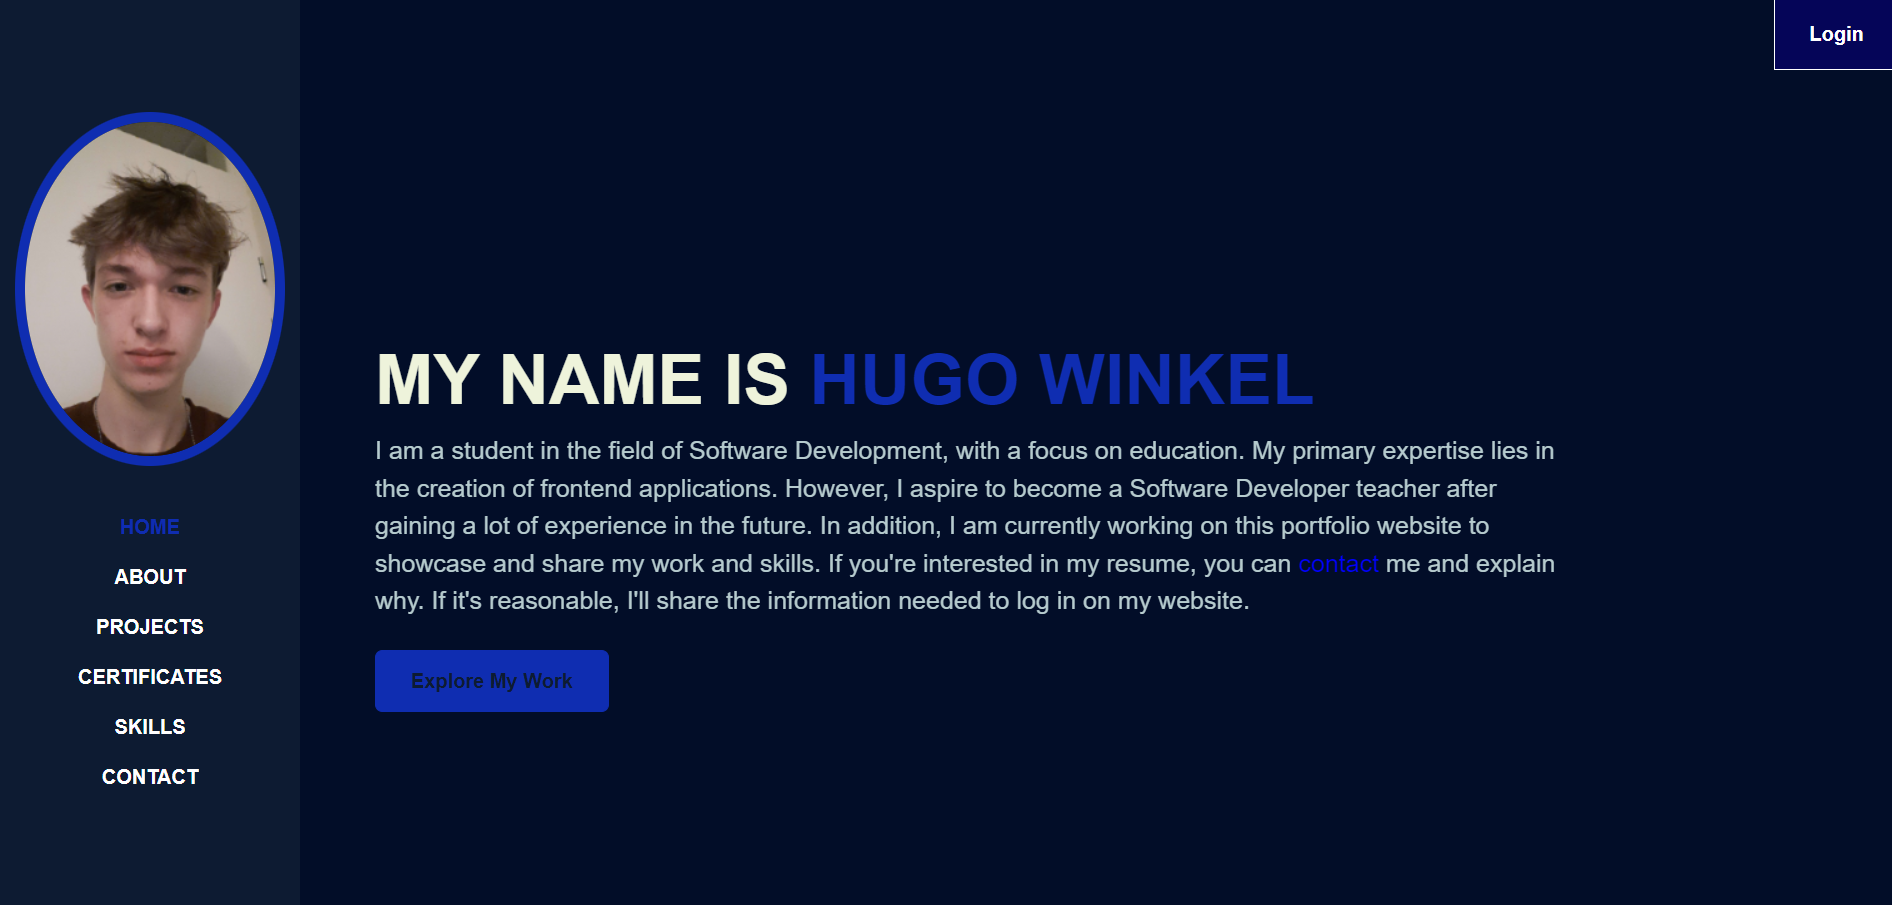 Login
HOME
ABOUT
PROJECTS
CERTIFICATES
SKILLS
CONTACT
MY NAME IS HUGO WINKEL
I am a student in the field of Software Development, with a focus on education. My primary expertise lies in
the creation of frontend applications. However, I aspire to become a Software Developer teacher after
gaining a lot of experience in the future. In addition, I am currently working on this portfolio website to
showcase and share my work and skills. If you're interested in my resume, you can contact me and explain
why. If it's reasonable, I'll share the information needed to log in on my website.
Explore My Work